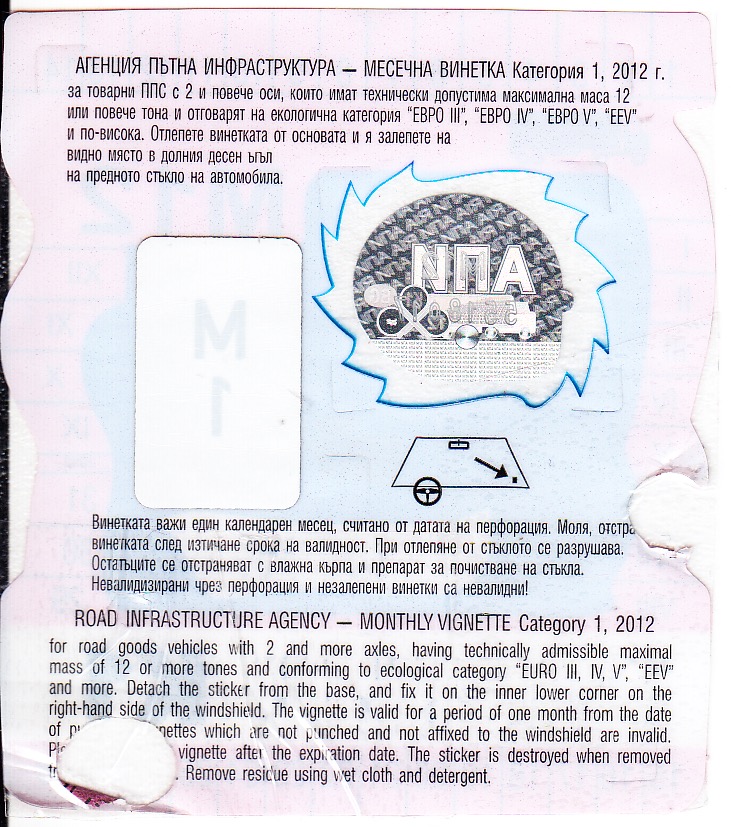 АГЕНЦИЯ ПЪТНА ИНФРАСТРУКТУРА — МЕСЕЧНА ВИНЕТКА Категория 1, 2012 г.
за товарни ППС с 2 и повече оси, които имат технически допустима максимална маса 12
или повече тона и отговарят на екологична категория "ЕВРО III", "ЕВРО IV", "ЕВРО V", "EEV"
и по-висока. Отлепете винетката от основата и я залепете на
видно място в долния десен ъгъл
на предното стъкло на автомобила.
АПИ
М
1
Винетката важи един календарен месец, считано от датата на перфорация. Моля, отстра
винетката след изтичане срока на валидност. При отлепяне от стъклото се разрушава.
Остатъците се отстраняват с влажна кърпа и препарат за почистване на стъкла.
Невалидизирани чрез перфорация и незалепени винетки са невалидни!
ROAD INFRASTRUCTURE AGENCY — MONTHLY VIGNETTE Category 1, 2012
for road goods vehicles with 2 and more axles, having technically admissible maximal
mass of 12 or more tones and conforming to ecological category "EURO III, IV, V", "EEV"
and more. Detach the sticker from the base, and fix it on the inner lower corner on the
right-hand side of the windshield. The vignette is valid for a period of one month from the date
of nettes which are not punched and not affixed to the windshield are invalid.
vignette after the expiration date. The sticker is destroyed when removed
. Remove residue using wet cloth and detergent.